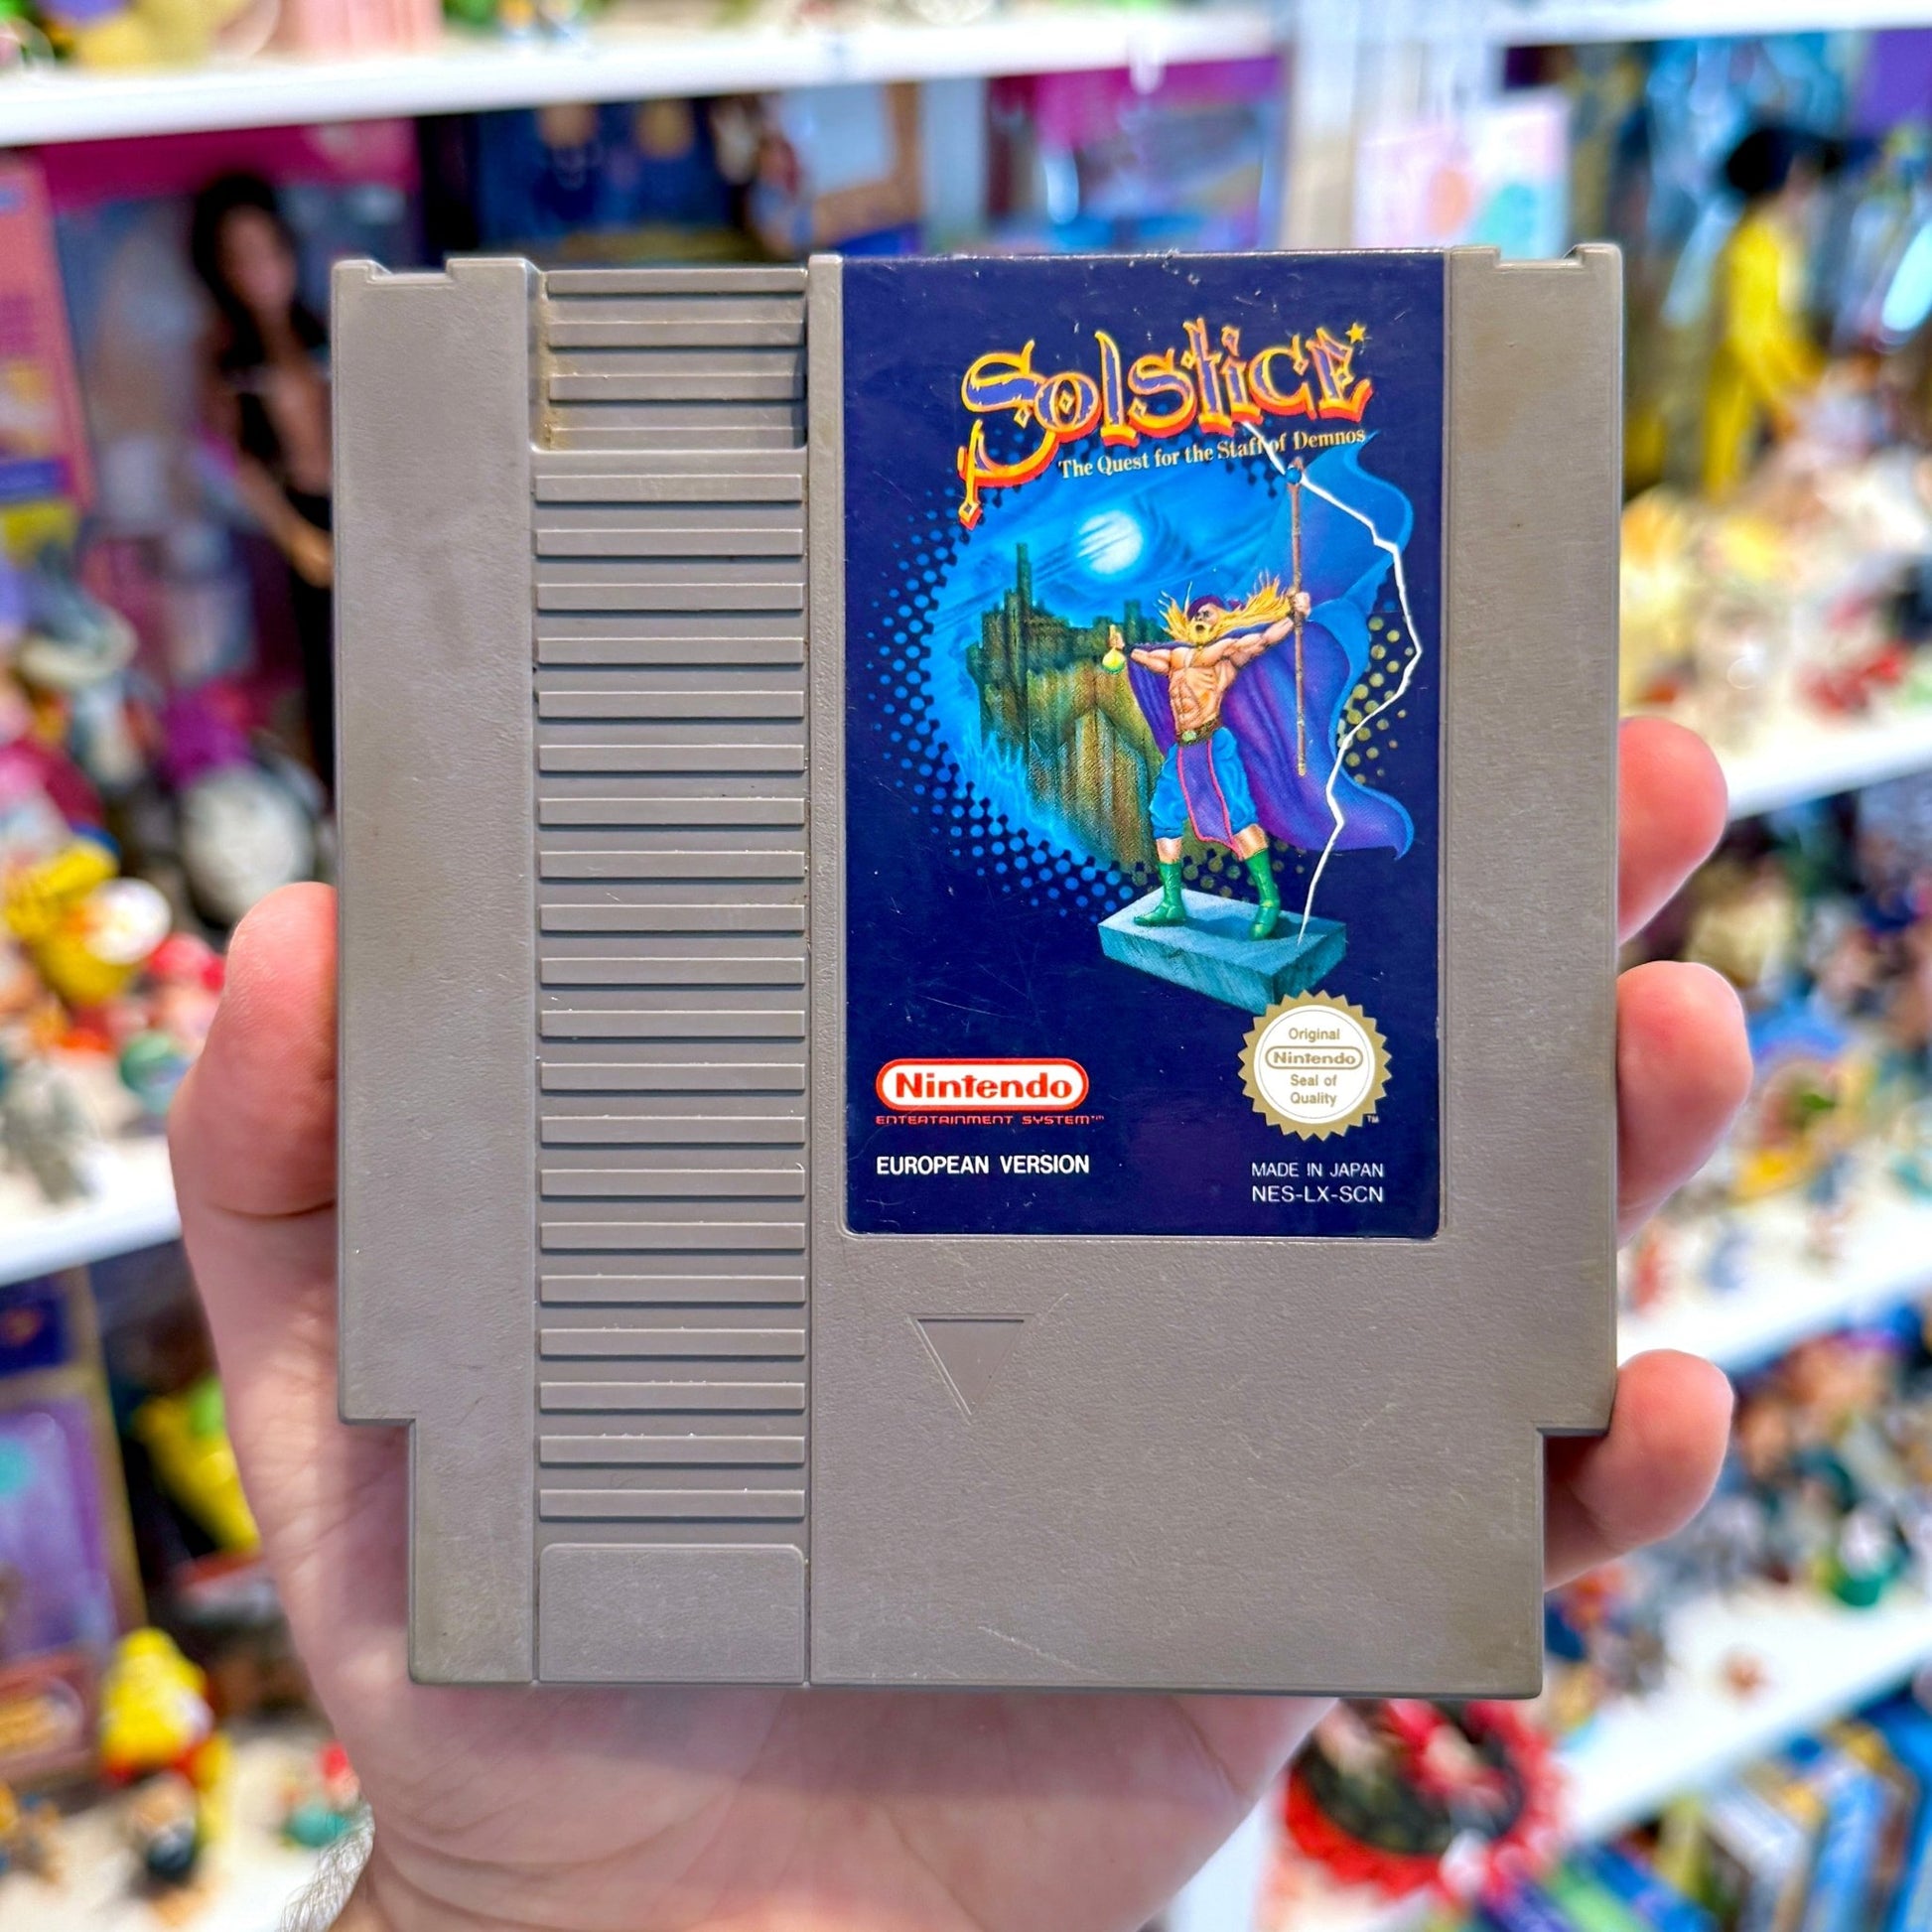 Solstice
The Quest for the Staff of Demnos
Original
Nintendo
Seal of
Quality
TM
Nintendo
ENTERTAINMENT SYSTEM™
EUROPEAN VERSION
MADE IN JAPAN
NES-LX-SCN